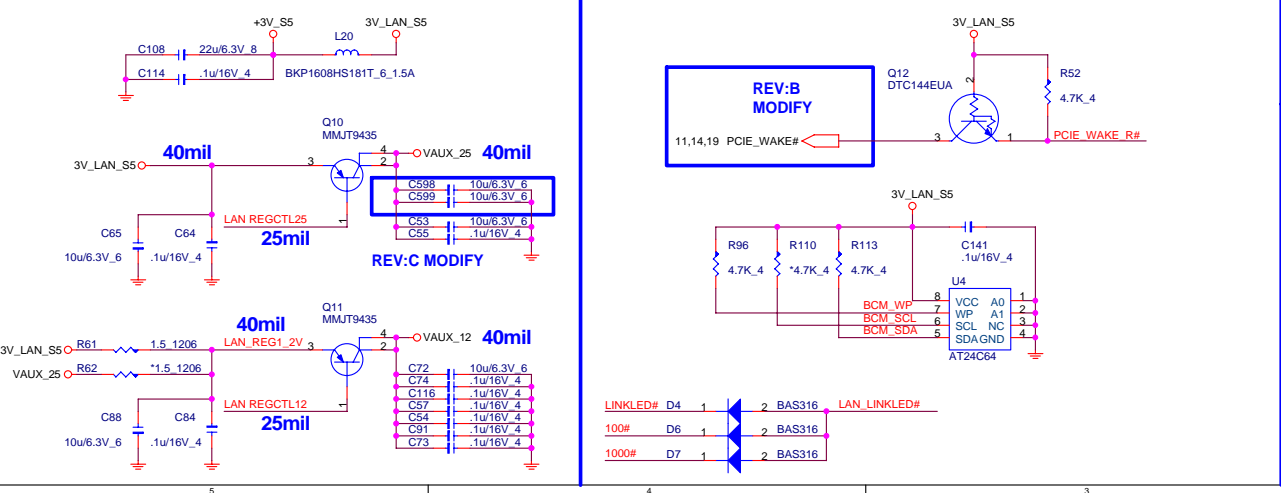 +3V_S5
3V_LAN_S5
L20
C108 22u/6.3V_8
C114 .1u/16V_4
BKP1608HS181T_6_1.5A
Q10
MMJT9435
40mil
3V_LAN_S5
3
4
2
VAUX_25
40mil
C598 10u/6.3V_6
C599 10u/6.3V_6
LAN REGCTL25
1
25mil
C53 10u/6.3V_6
C55 .1u/16V_4
C65
C64
10u/6.3V_6
.1u/16V_4
REV:C MODIFY
Q11
MMJT9435
40mil
3V_LAN_S5
R61
1.5_1206
LAN_REG1_2V
3
4
2
VAUX_12
40mil
VAUX_25
R62
*1.5_1206
C72 10u/6.3V_6
C74 .1u/16V_4
C116 .1u/16V_4
C57 .1u/16V_4
C54 .1u/16V_4
C91 .1u/16V_4
C73 .1u/16V_4
LAN REGCTL12
1
25mil
C88
C84
10u/6.3V_6
.1u/16V_4
3V_LAN_S5
REV:B
MODIFY
11,14,19 PCIE_WAKE#
Q12
DTC144EUA
2
3
1
R52
4.7K_4
PCIE_WAKE_R#
3V_LAN_S5
R96
4.7K_4
R110
*4.7K_4
R113
4.7K_4
C141
.1u/16V_4
U4
BCM_WP
BCM_SCL
BCM_SDA
8 VCC A0 1
7 WP A1 2
6 SCL NC 3
5 SDA GND 4
AT24C64
LINKLED# D4 1 2 BAS316 LAN_LINKLED#
100# D6 1 2 BAS316
1000# D7 1 2 BAS316
5
4
3